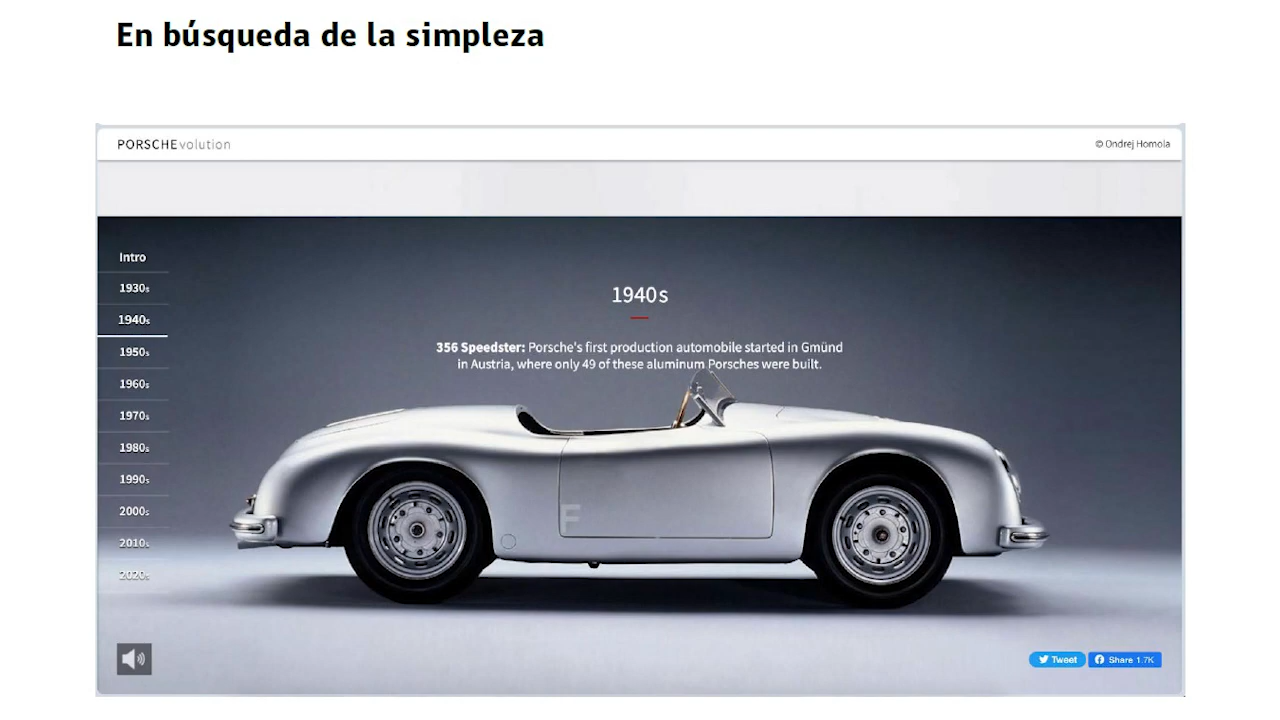 En búsqueda de la simpleza
PORSCHEvolution
© Ondrej Homola
Intro
1930s
1940s
1950s
1960s
1970s
1980s
1990s
2000s
2010s
2020s
1940s
356 Speedster: Porsche's first production automobile started in Gmünd
in Austria, where only 49 of these aluminum Porsches were built.
F
Tweet
Share 1.7K